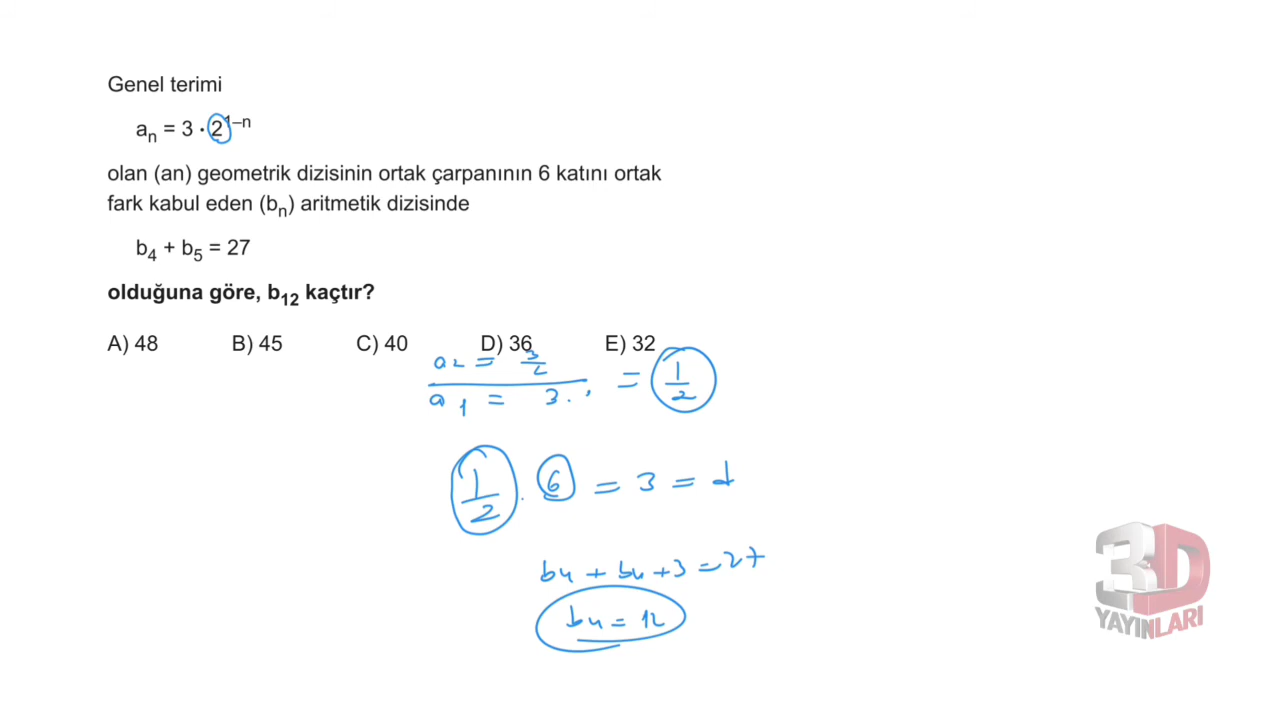 Genel terimi
aₙ = 3 · 2¹⁻ⁿ
olan (an) geometrik dizisinin ortak çarpanının 6 katını ortak
fark kabul eden (bₙ) aritmetik dizisinde
b₄ + b₅ = 27
olduğuna göre, b₁₂ kaçtır?
A) 48 B) 45 C) 40 D) 36 E) 32
a₂ = 3/2
a₁ = 3.
= 1/2
1/2 . 6 = 3 = d
b₄ + b₄ + 3 = 27
b₄ = 12
3D
YAYINLARI